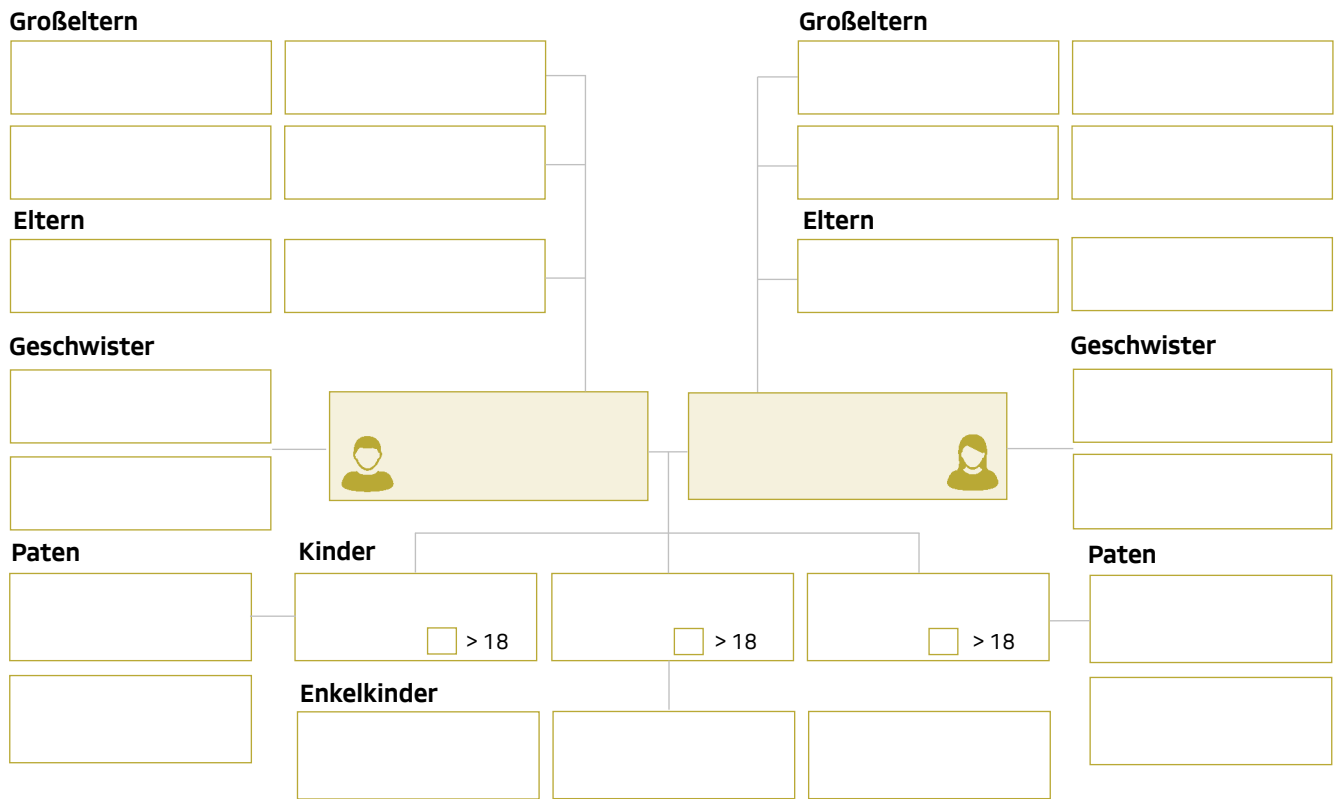 Großeltern
Großeltern
Eltern
Eltern
Geschwister
Geschwister
Paten
Kinder
Paten
> 18
> 18
> 18
Enkelkinder